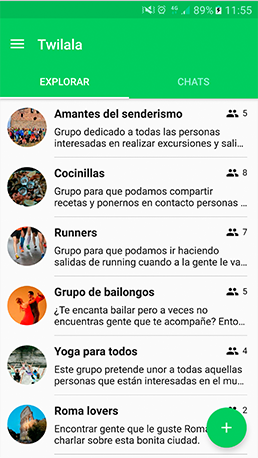 4G 89% 11:55
Twilala
EXPLORAR CHATS
Amantes del senderismo 5
Grupo dedicado a todas las personas
interesadas en realizar excursiones y sali...
Cocinillas 8
Grupo para que podamos compartir
recetas y ponernos en contacto personas ...
Runners 7
Grupo para que podamos ir haciendo
salidas de running cuando a la gente le va...
Grupo de bailongos 5
¿Te encanta bailar pero a veces no
encuentras gente que te acompañe? Ento...
Yoga para todos 4
Este grupo pretende unor a todas aquellas
personas que están interesadas en el mu...
Roma lovers 2
Encontrar gente que le guste Roma
charlar sobre esta bonita ciudad.